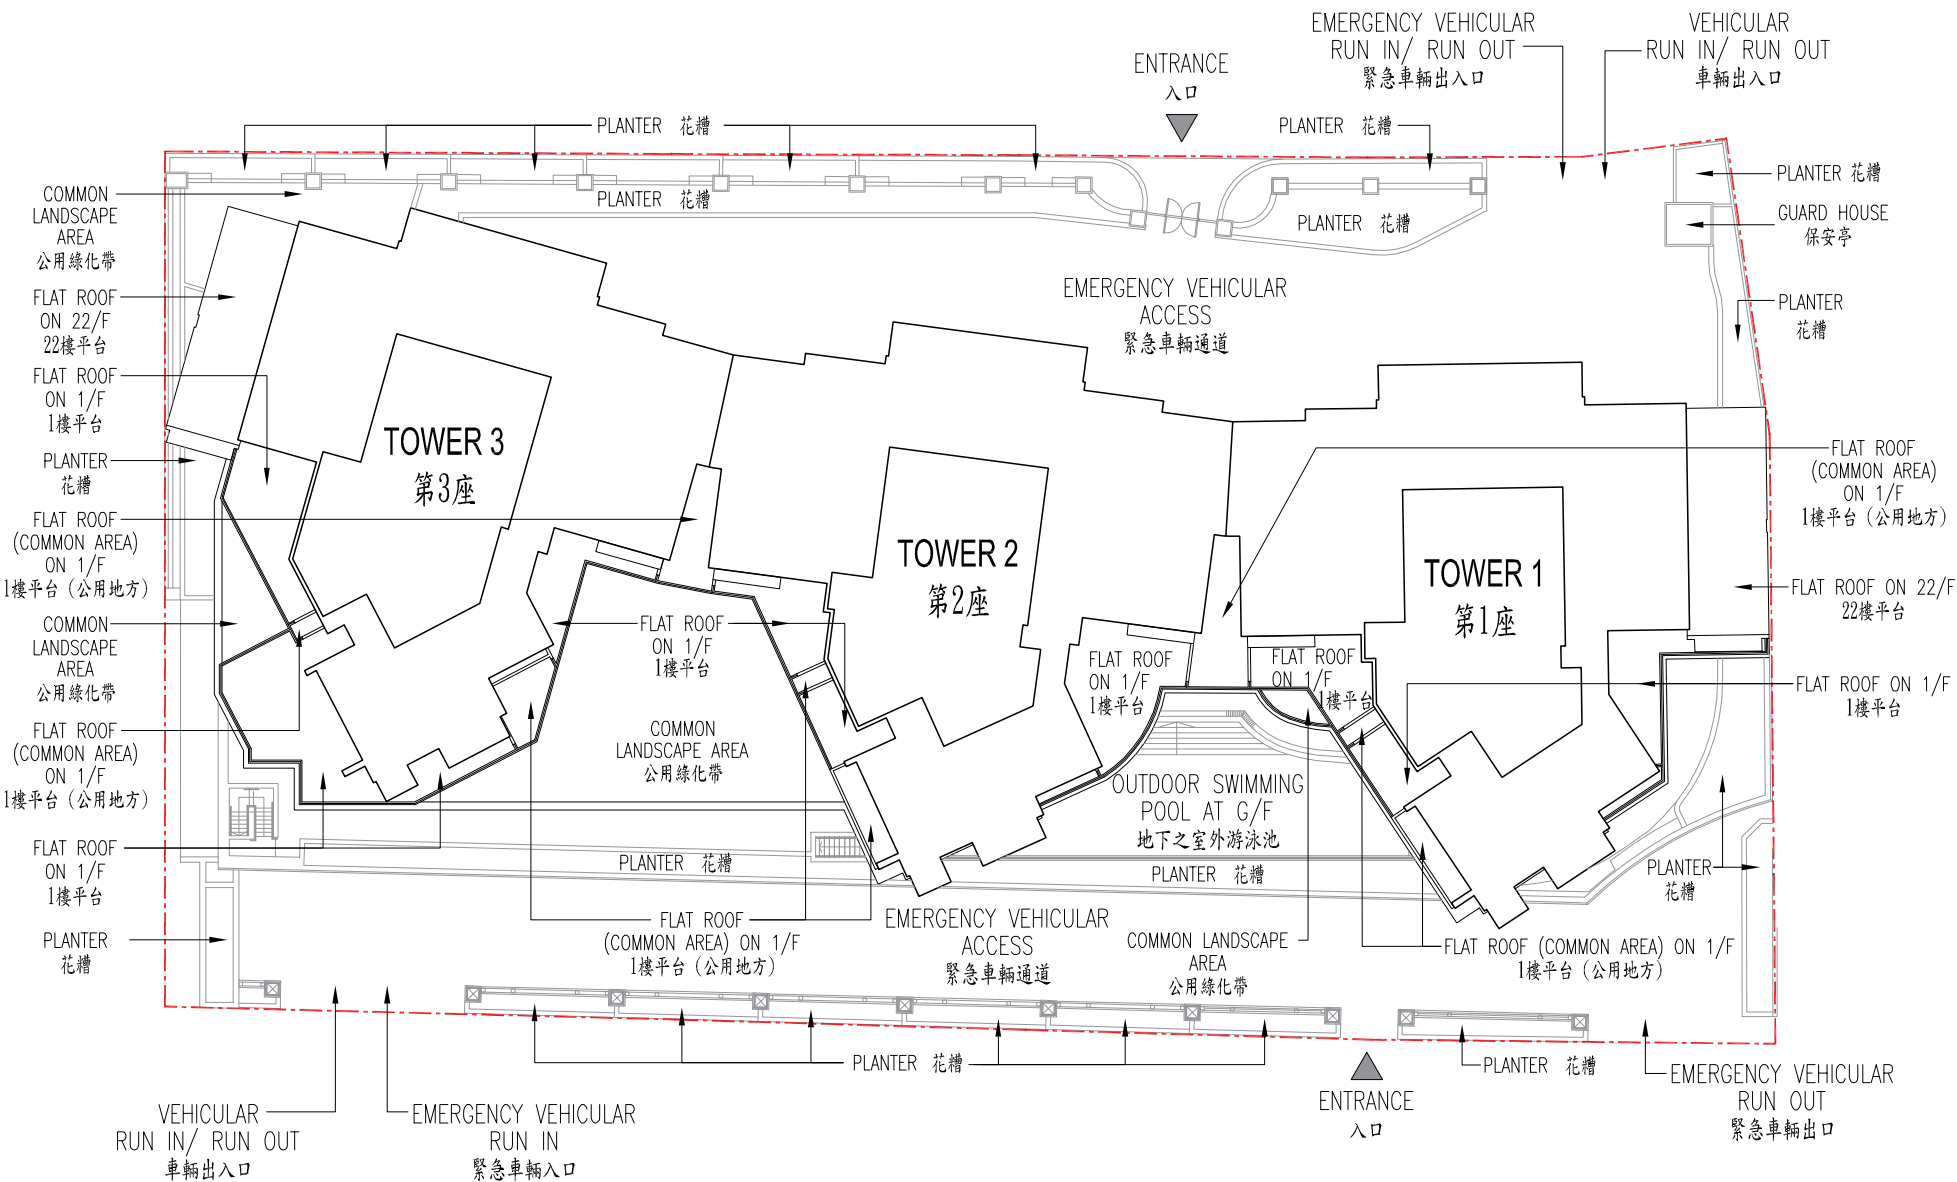 EMERGENCY VEHICULAR
RUN IN/ RUN OUT
緊急車輛出入口
VEHICULAR
RUN IN/ RUN OUT
車輛出入口
ENTRANCE
入口
PLANTER 花糟
PLANTER 花糟
PLANTER 花糟
PLANTER 花糟
PLANTER 花糟
GUARD HOUSE
保安亭
PLANTER
花糟
COMMON
LANDSCAPE
AREA
公用綠化帶
FLAT ROOF
ON 22/F
22樓平台
FLAT ROOF
ON 1/F
1樓平台
PLANTER
花糟
FLAT ROOF
(COMMON AREA)
ON 1/F
1樓平台 (公用地方)
COMMON
LANDSCAPE
AREA
公用綠化帶
FLAT ROOF
(COMMON AREA)
ON 1/F
1樓平台 (公用地方)
FLAT ROOF
ON 1/F
1樓平台
PLANTER
花糟
EMERGENCY VEHICULAR
ACCESS
緊急車輛通道
TOWER 3
第3座
TOWER 2
第2座
TOWER 1
第1座
FLAT ROOF
(COMMON AREA)
ON 1/F
1樓平台 (公用地方)
FLAT ROOF ON 22/F
22樓平台
FLAT ROOF ON 1/F
1樓平台
FLAT ROOF
ON 1/F
1樓平台
FLAT ROOF
ON 1/F
1樓平台
FLAT ROOF
ON 1/F
1樓平台
COMMON
LANDSCAPE AREA
公用綠化帶
OUTDOOR SWIMMING
POOL AT G/F
地下之室外游泳池
PLANTER 花糟
PLANTER 花糟
PLANTER
花糟
FLAT ROOF
(COMMON AREA) ON 1/F
1樓平台 (公用地方)
EMERGENCY VEHICULAR
ACCESS
緊急車輛通道
COMMON LANDSCAPE
AREA
公用綠化帶
FLAT ROOF (COMMON AREA) ON 1/F
1樓平台 (公用地方)
PLANTER 花糟
PLANTER 花糟
ENTRANCE
入口
VEHICULAR
RUN IN/ RUN OUT
車輛出入口
EMERGENCY VEHICULAR
RUN IN
緊急車輛入口
EMERGENCY VEHICULAR
RUN OUT
緊急車輛出口